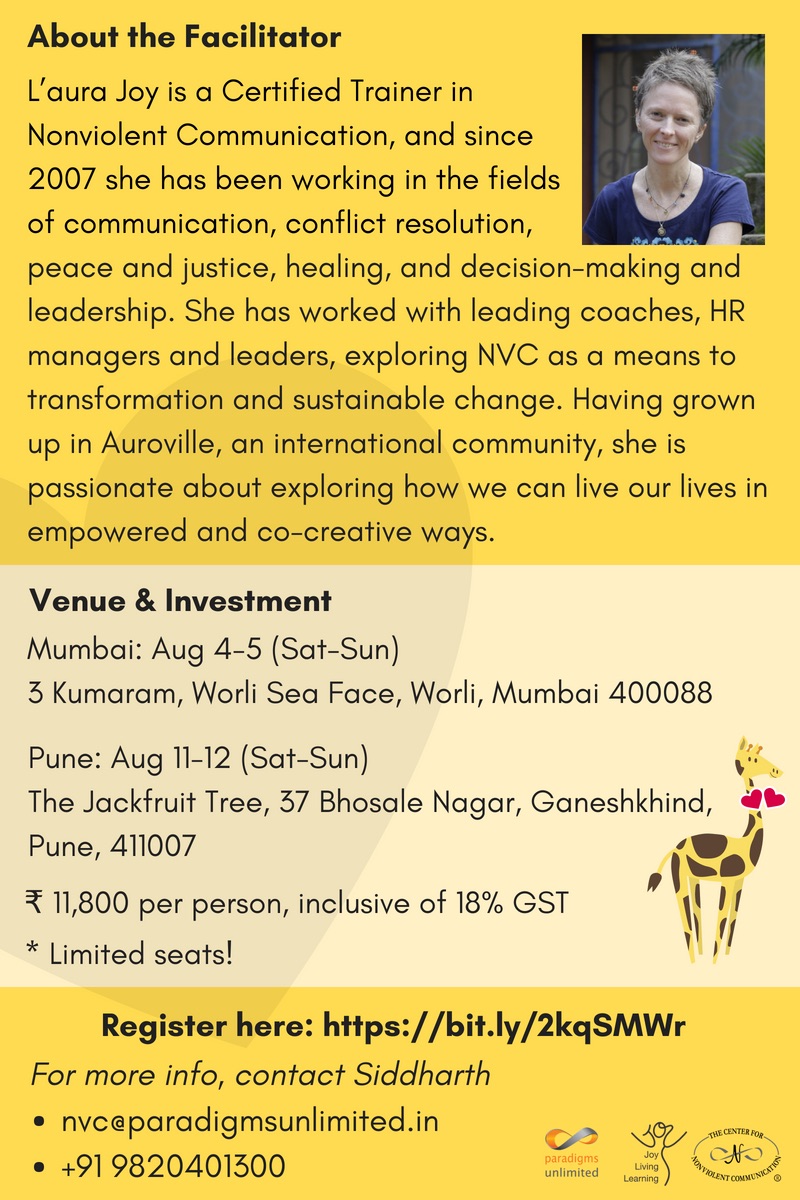 About the Facilitator
L'aura Joy is a Certified Trainer in
Nonviolent Communication, and since
2007 she has been working in the fields
of communication, conflict resolution,
peace and justice, healing, and decision-making and
leadership. She has worked with leading coaches, HR
managers and leaders, exploring NVC as a means to
transformation and sustainable change. Having grown
up in Auroville, an international community, she is
passionate about exploring how we can live our lives in
empowered and co-creative ways.
Venue & Investment
Mumbai: Aug 4-5 (Sat-Sun)
3 Kumaram, Worli Sea Face, Worli, Mumbai 400088
Pune: Aug 11-12 (Sat-Sun)
The Jackfruit Tree, 37 Bhosale Nagar, Ganeshkhind,
Pune, 411007
₹ 11,800 per person, inclusive of 18% GST
* Limited seats!
Register here: https://bit.ly/2kqSMWr
For more info, contact Siddharth
• nvc@paradigmsunlimited.in
• +91 9820401300
paradigms
unlimited
Joy
Living
Learning
THE CENTER FOR
NONVIOLENT COMMUNICATION
®